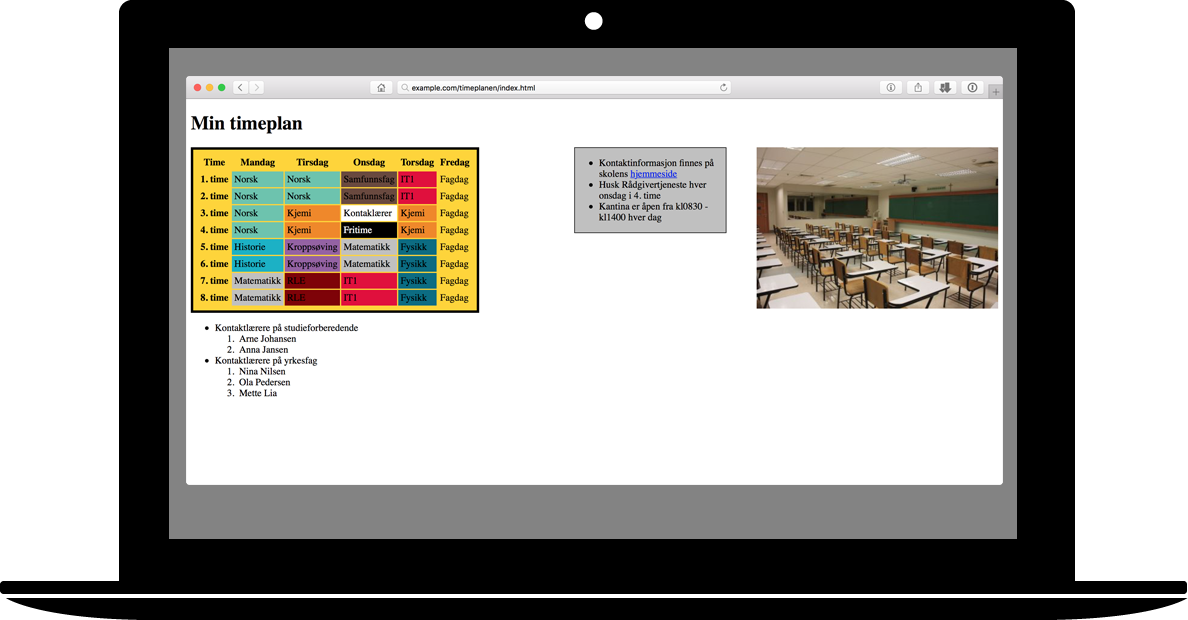 example.com/timeplanen/index.html
Min timeplan
Time Mandag Tirsdag Onsdag Torsdag Fredag
1. time Norsk Norsk Samfunnsfag IT1 Fagdag
2. time Norsk Norsk Samfunnsfag IT1 Fagdag
3. time Norsk Kjemi Kontaklærer Kjemi Fagdag
4. time Norsk Kjemi Fritime Kjemi Fagdag
5. time Historie Kroppsøving Matematikk Fysikk Fagdag
6. time Historie Kroppsøving Matematikk Fysikk Fagdag
7. time Matematikk RLE IT1 Fysikk Fagdag
8. time Matematikk RLE IT1 Fysikk Fagdag
Kontaktlærere på studieforberedende
1. Arne Johansen
2. Anna Jansen
Kontaktlærere på yrkesfag
1. Nina Nilsen
2. Ola Pedersen
3. Mette Lia
Kontaktinformasjon finnes på
skolens hjemmeside
Husk Rådgivertjeneste hver
onsdag i 4. time
Kantina er åpen fra kl0830 -
kl1400 hver dag